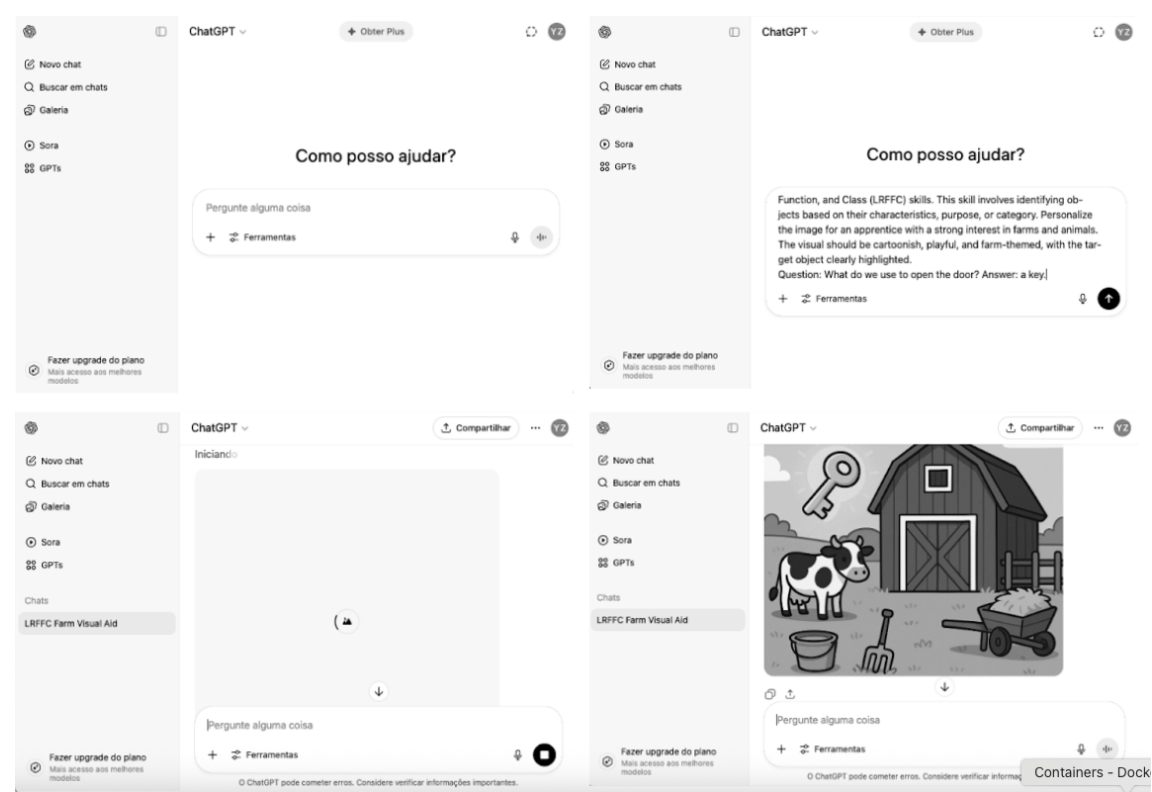 ChatGPT
Obter Plus
YZ
Novo chat
Buscar em chats
Galeria
Sora
GPTs
Como posso ajudar?
Pergunte alguma coisa
Ferramentas
Fazer upgrade do plano
Mais acesso aos melhores
modelos
ChatGPT
Obter Plus
YZ
Novo chat
Buscar em chats
Galeria
Sora
GPTs
Como posso ajudar?
Function, and Class (LRFFC) skills. This skill involves identifying ob-
jects based on their characteristics, purpose, or category. Personalize
the image for an apprentice with a strong interest in farms and animals.
The visual should be cartoonish, playful, and farm-themed, with the tar-
get object clearly highlighted.
Question: What do we use to open the door? Answer: a key.
Ferramentas
Fazer upgrade do plano
Mais acesso aos melhores
modelos
ChatGPT
Compartilhar
YZ
Iniciando
Novo chat
Buscar em chats
Galeria
Sora
GPTs
Chats
LRFFC Farm Visual Aid
Pergunte alguma coisa
Ferramentas
Fazer upgrade do plano
Mais acesso aos melhores
modelos
O ChatGPT pode cometer erros. Considere verificar informações importantes.
ChatGPT
Compartilhar
YZ
Novo chat
Buscar em chats
Galeria
Sora
GPTs
Chats
LRFFC Farm Visual Aid
Pergunte alguma coisa
Ferramentas
Fazer upgrade do plano
Mais acesso aos melhores
modelos
O ChatGPT pode cometer erros. Considere verificar informaç
Containers - Docke